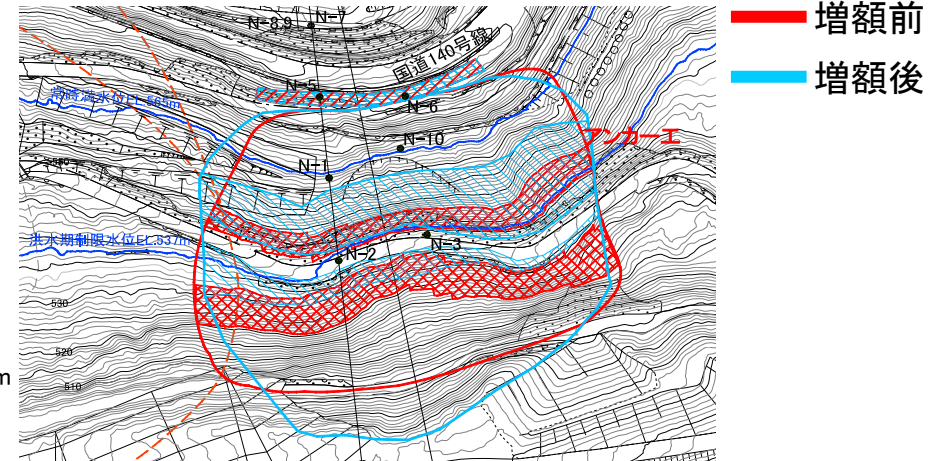 N-8,9
N-7
増額前
国道140号線
増額後
N-5
常時満水位EL.565m
N-6
アンカー工
N-10
550
N-1
洪水期制限水位EL.537m
N-3
N-2
530
520
m
510